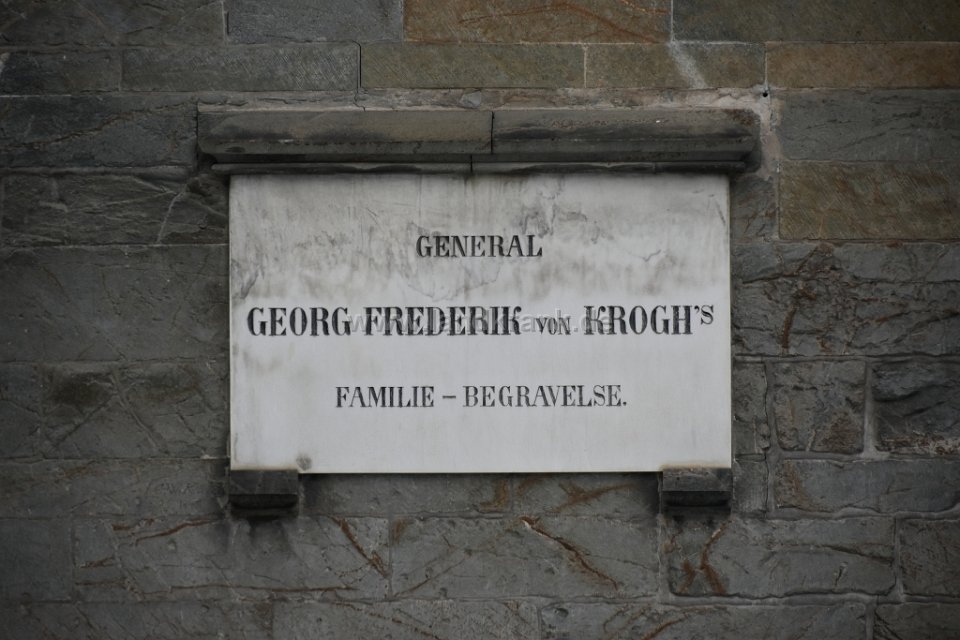 GENERAL
GEORG FREDERIK VON KROGH'S
FAMILIE - BEGRAVELSE.